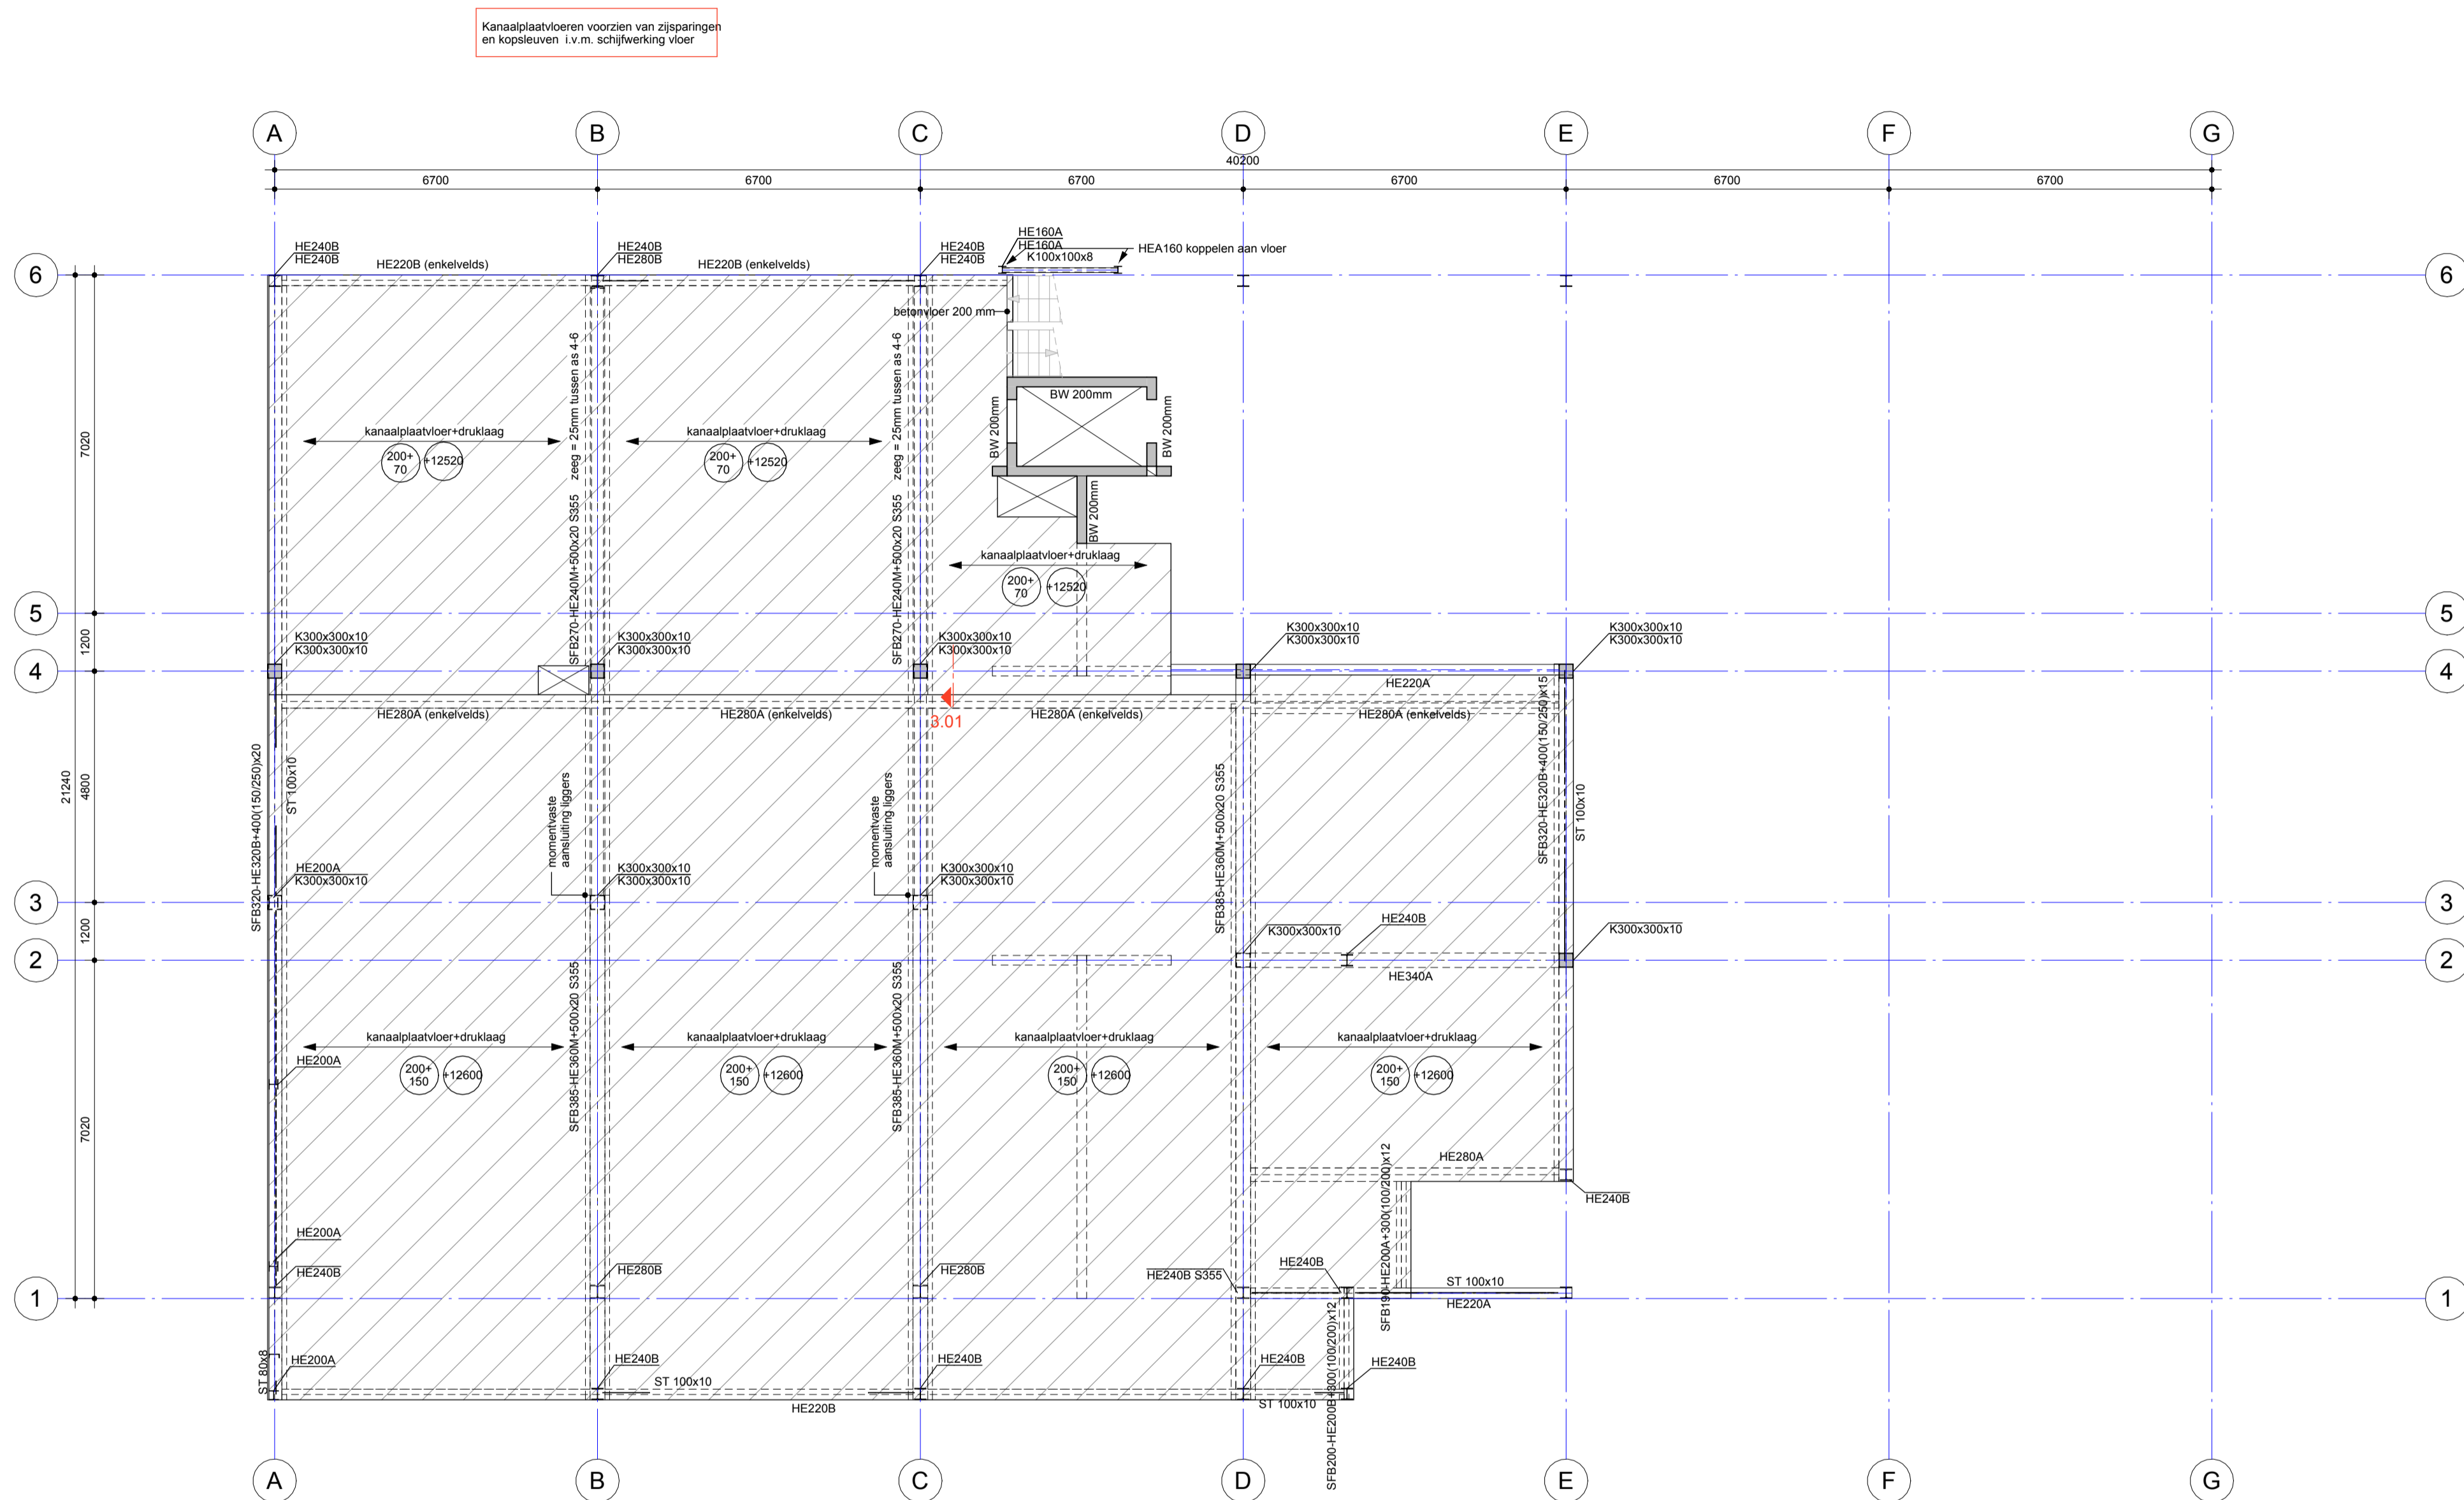 Kanaalplaatvloeren voorzien van zijsparingen
en kopsleuven i.v.m. schijfwerking vloer
A
B
C
D
E
F
G
40200
6700
6700
6700
6700
6700
6700
HE160A
HE160A
K100x100x8
HEA160 koppelen aan vloer
HE240B
HE240B
HE220B (enkelvelds)
HE240B
HE280B
HE220B (enkelvelds)
HE240B
HE240B
6
6
betonvloer 200 mm
zeeg = 25mm tussen as 4-6
zeeg = 25mm tussen as 4-6
BW 200mm
BW 200mm
BW 200mm
7020
kanaalplaatvloer+druklaag
200+
70
+12520
kanaalplaatvloer+druklaag
200+
70
+12520
SFB270-HE240M+500x20 S355
SFB270-HE240M+500x20 S355
BW 200mm
kanaalplaatvloer+druklaag
200+
70
+12520
5
5
1200
K300x300x10
K300x300x10
K300x300x10
K300x300x10
K300x300x10
K300x300x10
K300x300x10
K300x300x10
K300x300x10
K300x300x10
4
4
HE220A
HE280A (enkelvelds)
HE280A (enkelvelds)
HE280A (enkelvelds)
HE280A (enkelvelds)
3.01
21240
4800
SFB320-HE320B+400(150/250)x20
ST 100x10
momentvaste
aansluiting liggers
momentvaste
aansluiting liggers
SFB385-HE360M+500x20 S355
SFB320-HE320B+400(150/250)x15
ST 100x10
HE200A
K300x300x10
K300x300x10
K300x300x10
K300x300x10
K300x300x10
3
3
1200
K300x300x10
HE240B
K300x300x10
2
2
HE340A
SFB385-HE360M+500x20 S355
SFB385-HE360M+500x20 S355
7020
kanaalplaatvloer+druklaag
200+
150
+12600
kanaalplaatvloer+druklaag
200+
150
+12600
kanaalplaatvloer+druklaag
200+
150
+12600
kanaalplaatvloer+druklaag
200+
150
+12600
HE200A
HE280A
HE240B
SFB190-HE200A+300(100/200)x12
HE200A
HE240B
HE280B
HE280B
HE240B S355
HE240B
ST 100x10
HE220A
1
1
ST 80x8
HE200A
HE240B
ST 100x10
HE240B
HE240B
HE240B
HE220B
ST 100x10
SFB200-HE200B+300(100/200)x12
A
B
C
D
E
F
G